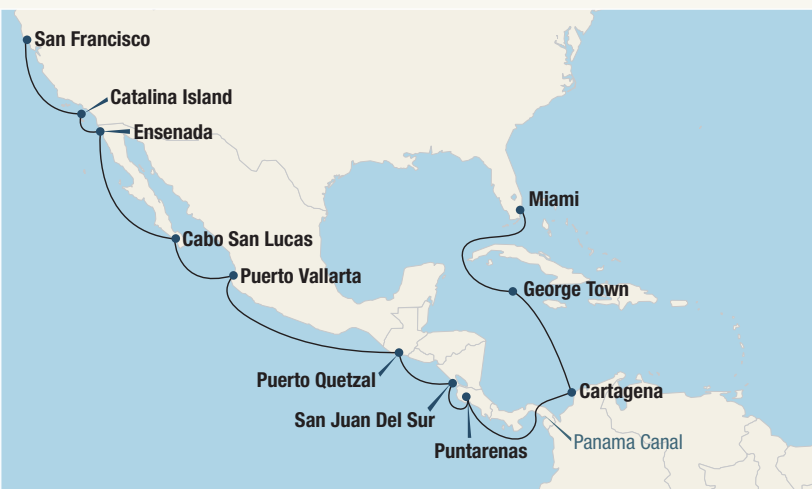 San Francisco
Catalina Island
Ensenada
Miami
Cabo San Lucas
Puerto Vallarta
George Town
Puerto Quetzal
Cartagena
San Juan Del Sur
Puntarenas
Panama Canal